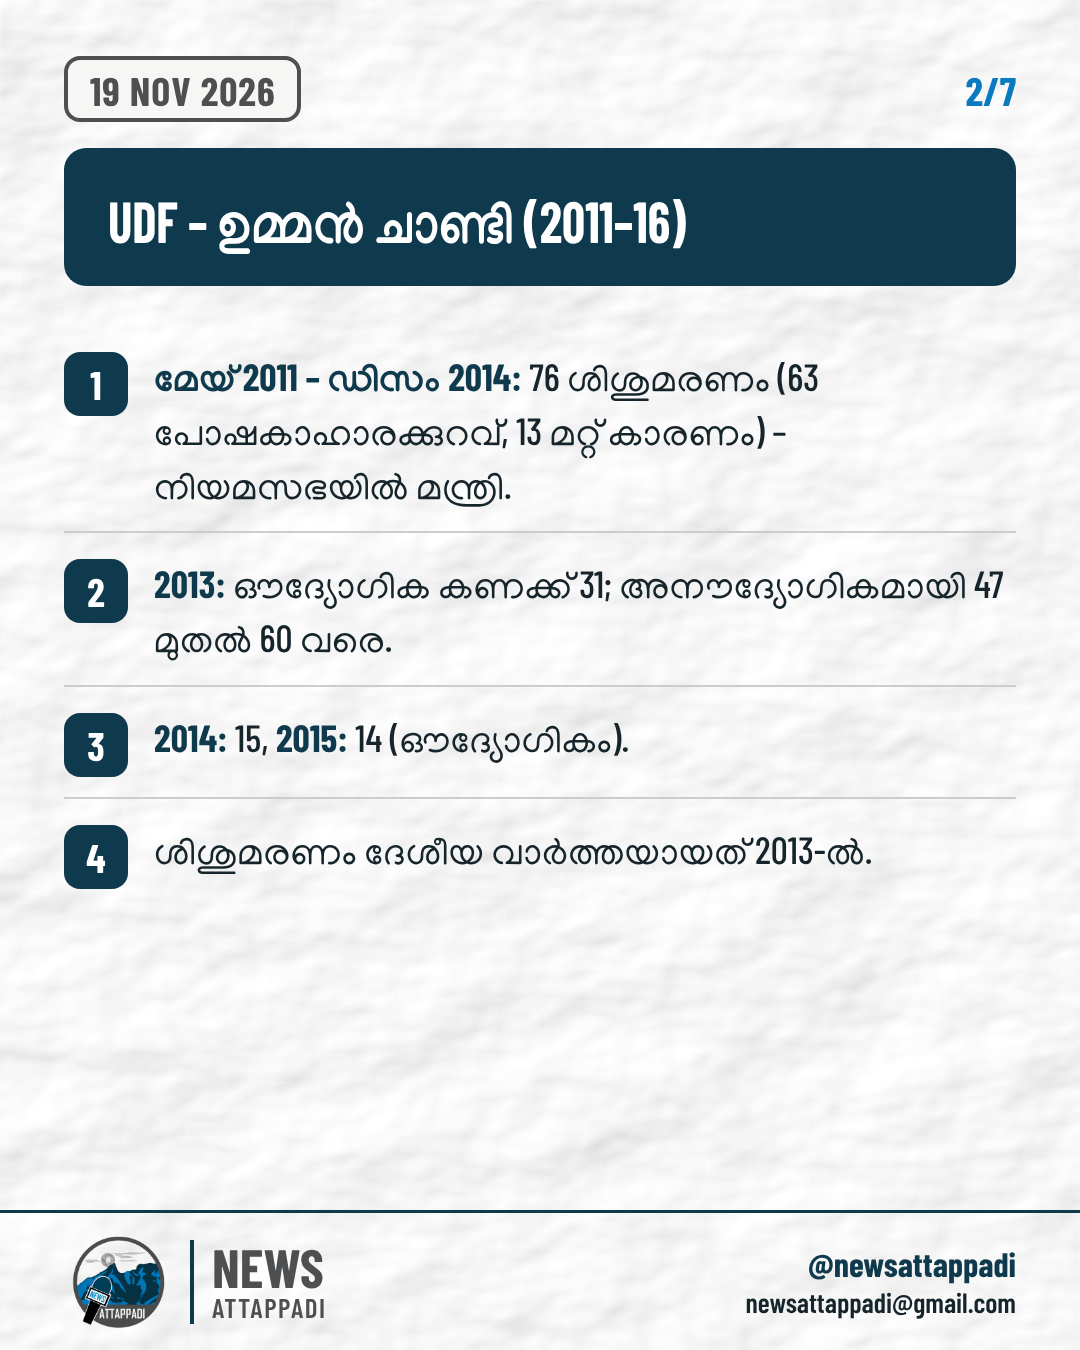 19 NOV 2026
2/7
UDF - ഉമ്മൻ ചാണ്ടി (2011-16)
1
മേയ് 2011 - ഡിസം 2014: 76 ശിശുമരണം (63
പോഷകാഹാരക്കുറവ്, 13 മറ്റ് കാരണം) -
നിയമസഭയിൽ മന്ത്രി.
2
2013: ഔദ്യോഗിക കണക്ക് 31; അനൗദ്യോഗികമായി 47
മുതൽ 60 വരെ.
3
2014: 15, 2015: 14 (ഔദ്യോഗികം).
4
ശിശുമരണം ദേശീയ വാർത്തയായത് 2013-ൽ.
NEWS
ATTAPPADI
NEWS
ATTAPPADI
@newsattappadi
newsattappadi@gmail.com